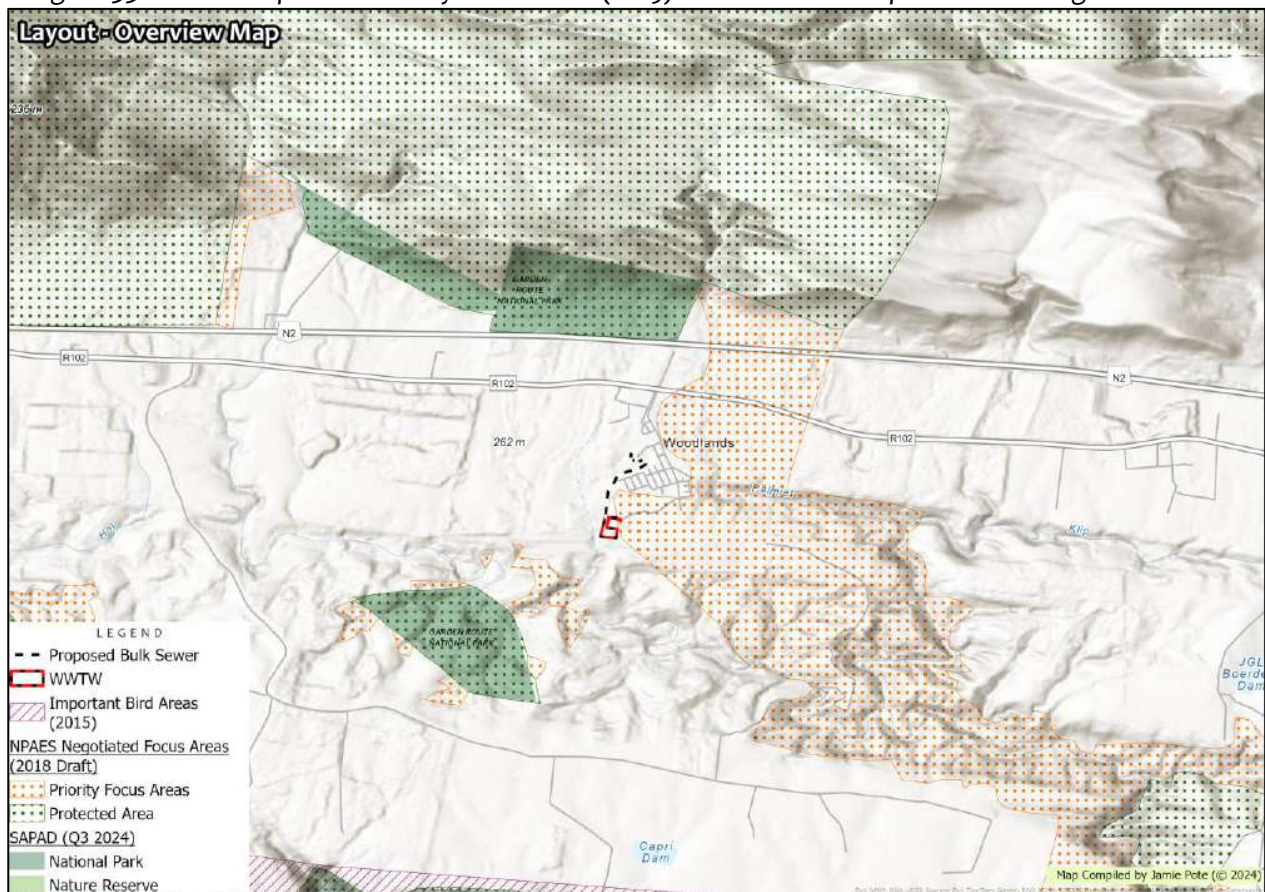 Layout - Overview Map
236 m
GARDEN
ROUTE
NATIONAL PARK
N2
R102
R102
N2
262 m
Woodlands
R102
Palmiet
Klip
GARDEN ROUTE
NATIONAL PARK
JGL
Dam
Capri
Dam
LEGEND
Proposed Bulk Sewer
WWTW
Important Bird Areas
(2015)
NPAES Negotiated Focus Areas
(2018 Draft)
Priority Focus Areas
Protected Area
SAPAD (Q3 2024)
National Park
Nature Reserve
Map Compiled by Jamie Pote (© 2024)